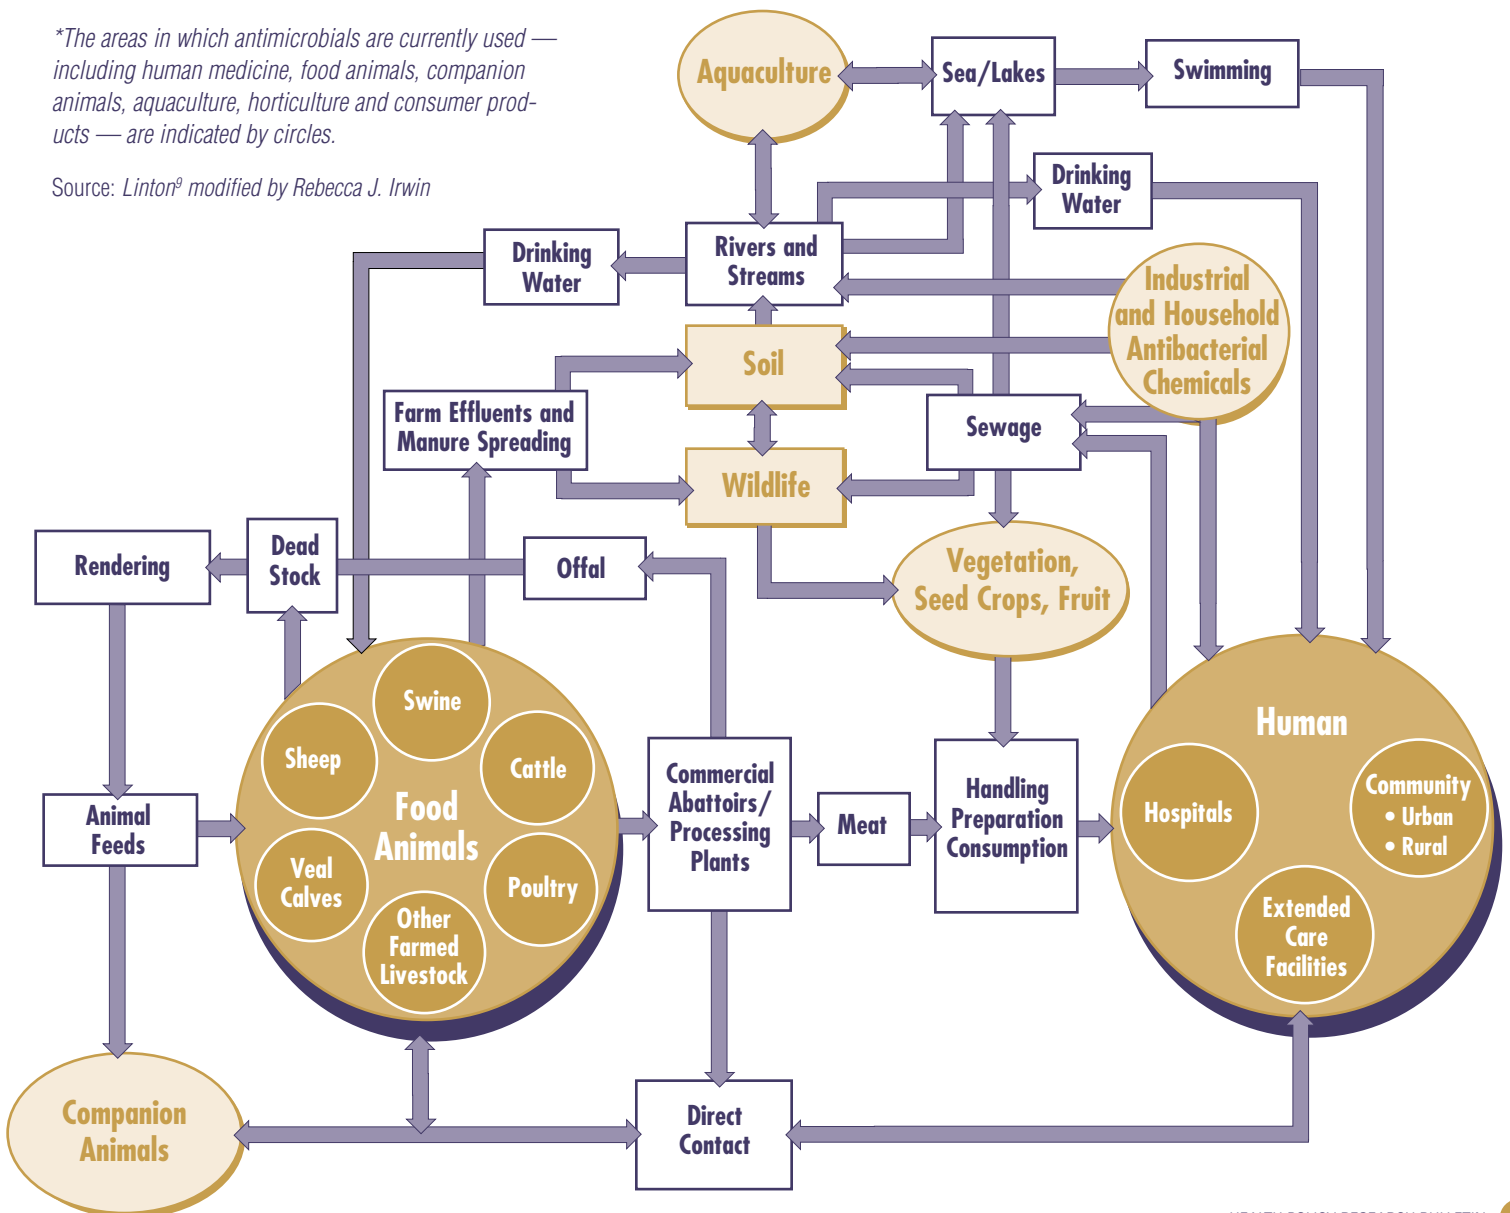 *The areas in which antimicrobials are currently used —
including human medicine, food animals, companion
animals, aquaculture, horticulture and consumer prod-
ucts — are indicated by circles.
Source: Linton⁹ modified by Rebecca J. Irwin
Aquaculture
Sea/Lakes
Swimming
Drinking
Water
Drinking
Water
Rivers and
Streams
Industrial
and Household
Antibacterial
Chemicals
Soil
Farm Effluents and
Manure Spreading
Sewage
Wildlife
Rendering
Dead
Stock
Offal
Vegetation,
Seed Crops, Fruit
Swine
Sheep
Cattle
Food
Animals
Veal
Calves
Poultry
Other
Farmed
Livestock
Animal
Feeds
Commercial
Abattoirs/
Processing
Plants
Meat
Handling
Preparation
Consumption
Human
Hospitals
Community
• Urban
• Rural
Extended
Care
Facilities
Companion
Animals
Direct
Contact